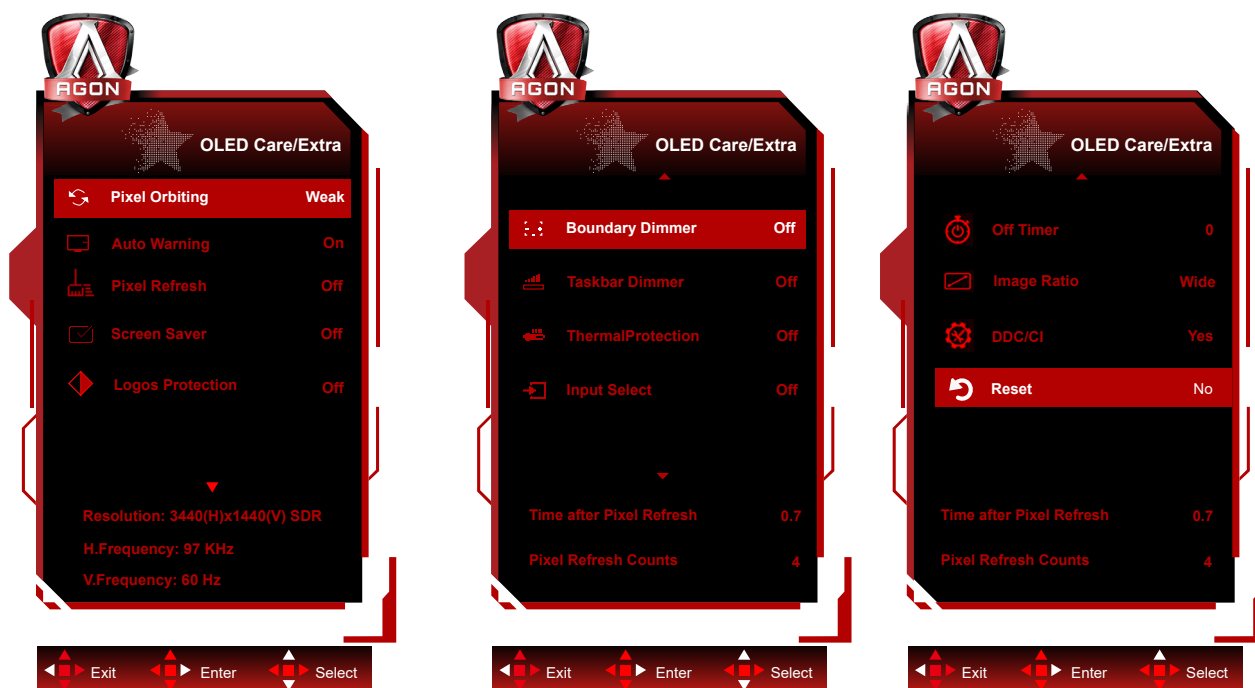 AGON
OLED Care/Extra
Pixel Orbiting Weak
Auto Warning On
Pixel Refresh Off
Screen Saver Off
Logos Protection Off
Resolution: 3440(H)x1440(V) SDR
H.Frequency: 97 KHz
V.Frequency: 60 Hz
Exit Enter Select
AGON
OLED Care/Extra
Boundary Dimmer Off
Taskbar Dimmer Off
ThermalProtection Off
Input Select Off
Time after Pixel Refresh 0.7
Pixel Refresh Counts 4
Exit Enter Select
AGON
OLED Care/Extra
Off Timer 0
Image Ratio Wide
DDC/CI Yes
Reset No
Time after Pixel Refresh 0.7
Pixel Refresh Counts 4
Exit Enter Select